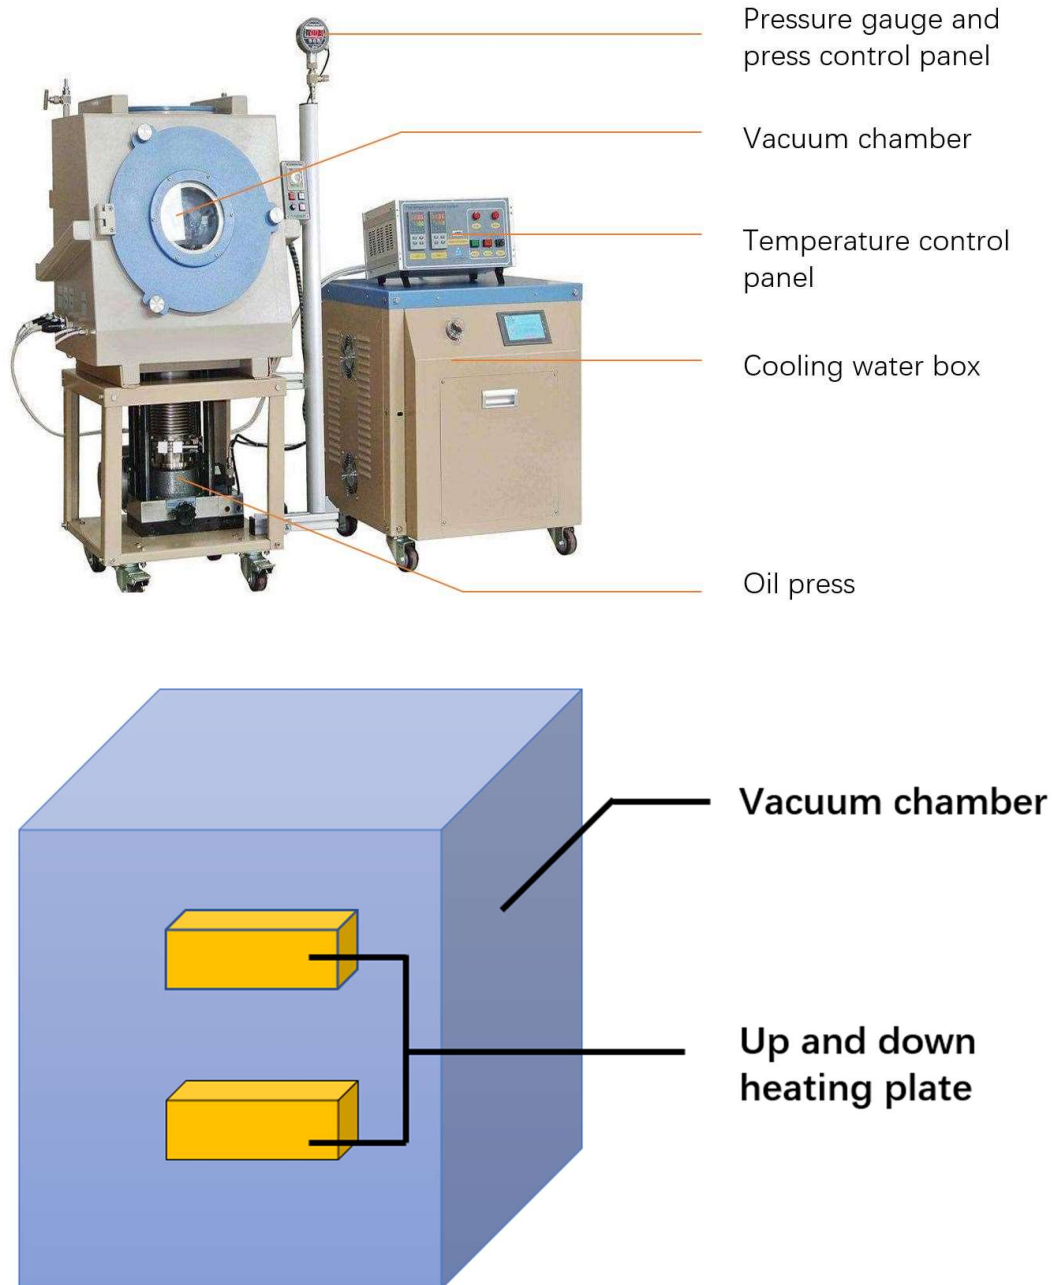 Pressure gauge and
press control panel
Vacuum chamber
Temperature control
panel
Cooling water box
Oil press
Vacuum chamber
Up and down
heating plate